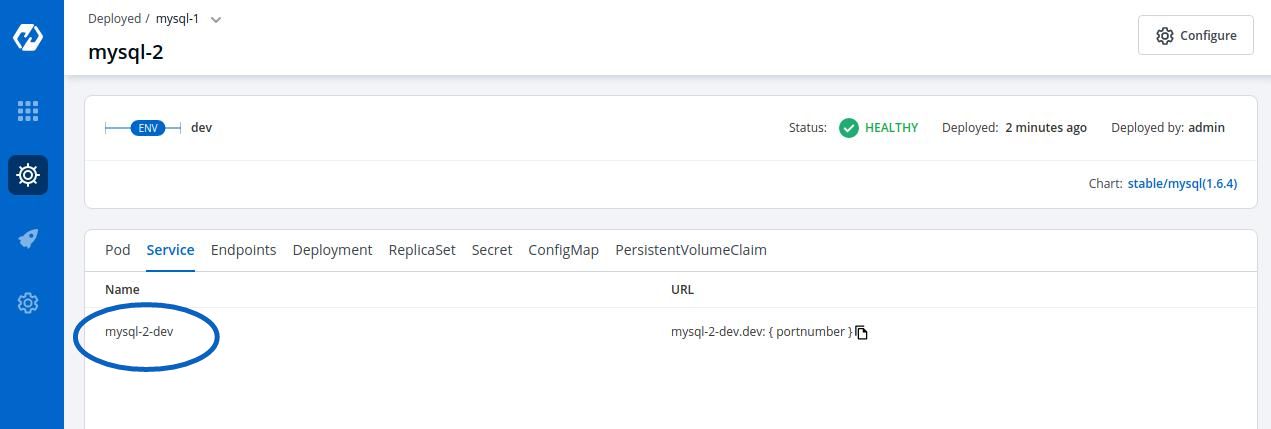 Deployed / mysql-1
mysql-2
Configure
ENV dev
Status: HEALTHY Deployed: 2 minutes ago Deployed by: admin
Chart: stable/mysql(1.6.4)
Pod Service Endpoints Deployment ReplicaSet Secret ConfigMap PersistentVolumeClaim
Name URL
mysql-2-dev mysql-2-dev.dev: { portnumber }